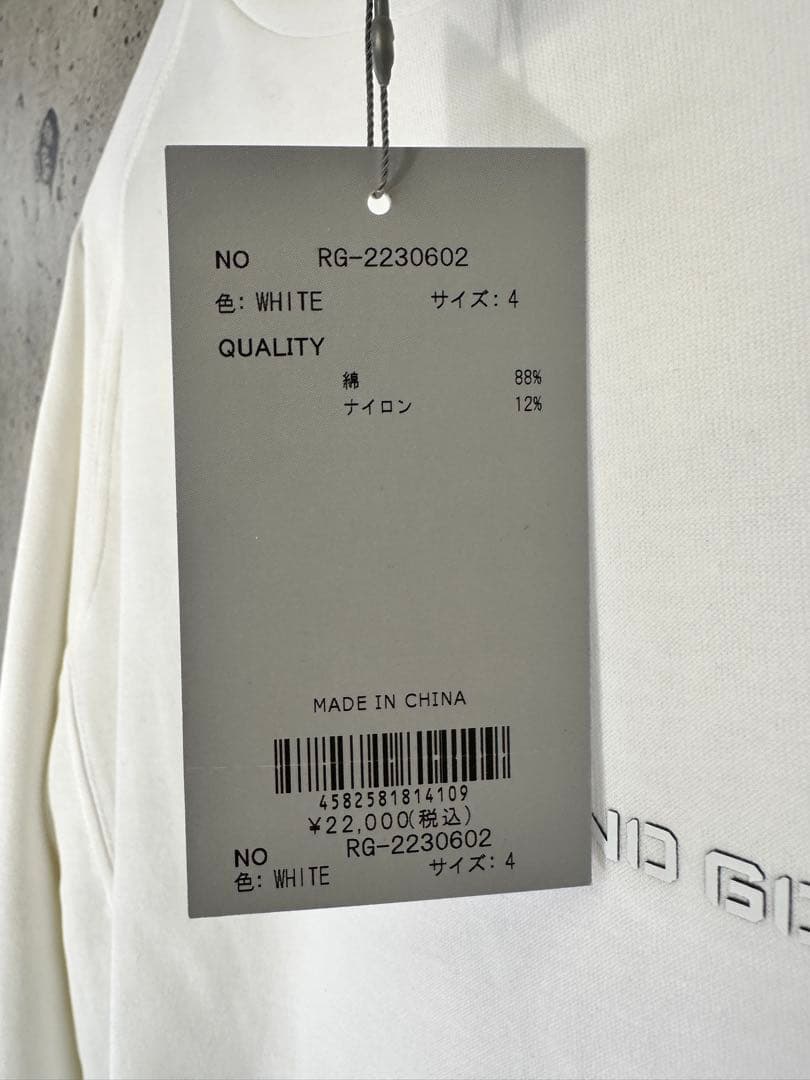 NO RG-2230602
色: WHITE サイズ: 4
QUALITY
綿 88%
ナイロン 12%
MADE IN CHINA
4582581814109
¥22,000(税込)
NO RG-2230602
色: WHITE サイズ: 4